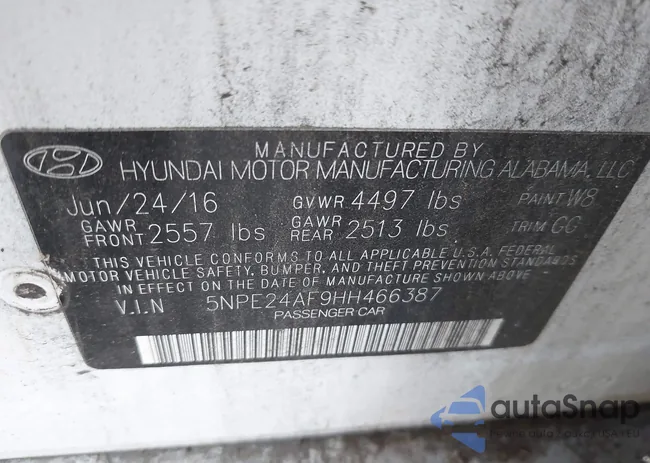 MANUFACTURED BY
HYUNDAI MOTOR MANUFACTURING ALABAMA, LLC
Jun/24/16 GVWR 4497 lbs PAINT W8
GAWR FRONT 2557 lbs GAWR REAR 2513 lbs TRIM GG
THIS VEHICLE CONFORMS TO ALL APPLICABLE U.S.A. FEDERAL
MOTOR VEHICLE SAFETY, BUMPER, AND THEFT PREVENTION STANDARDS
IN EFFECT ON THE DATE OF MANUFACTURE SHOWN ABOVE
V.I.N 5NPE24AF9HH466387
PASSENGER CAR
autaSnap